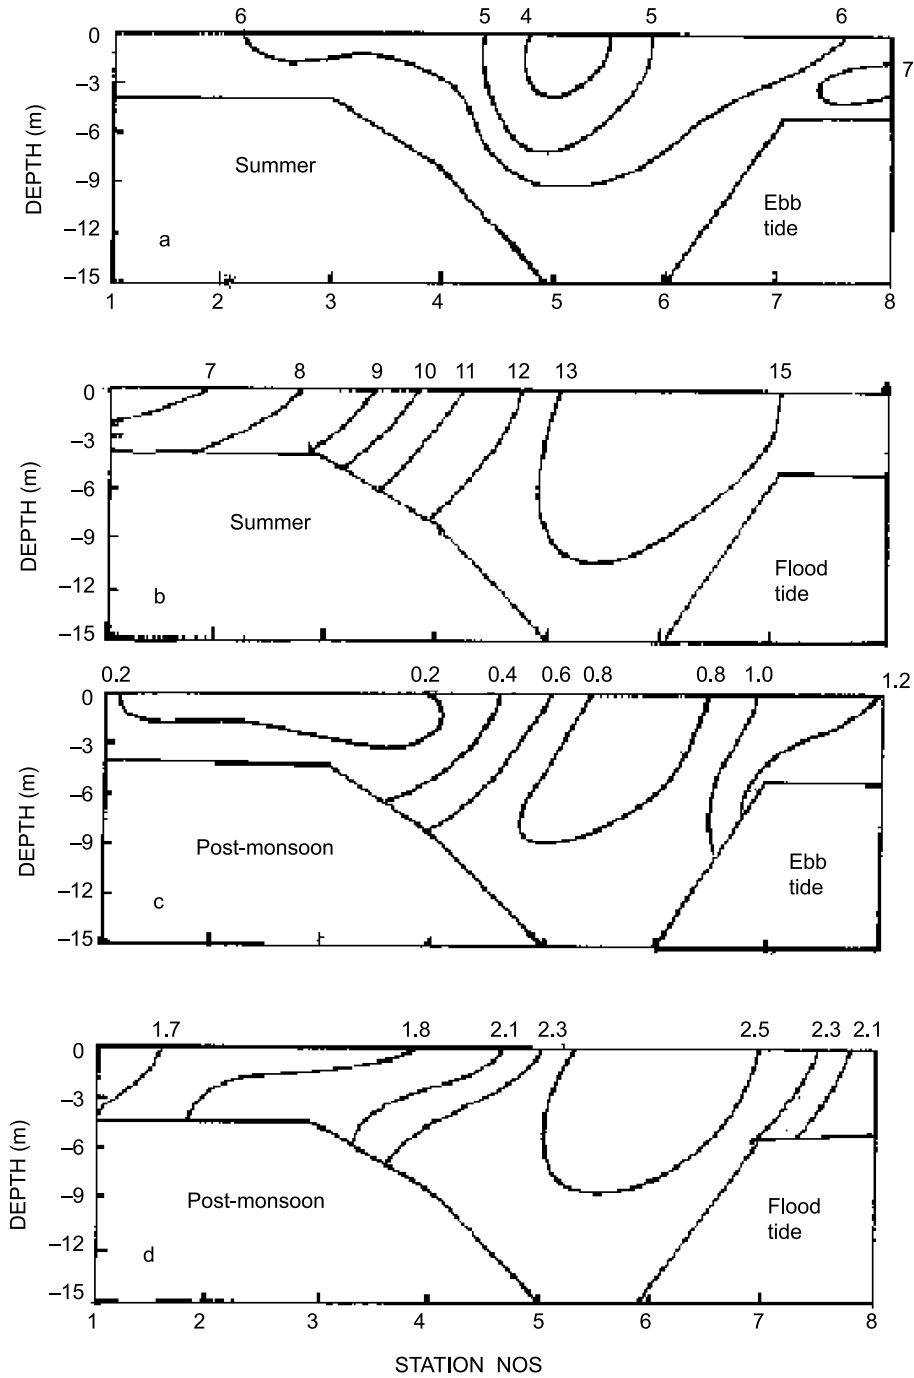 6 5 4 5 6
0
7
–3
–6
Summer
–9
Ebb
tide
–12
a
–15
DEPTH (m)
1 2 3 4 5 6 7 8
7 8 9 10 11 12 13 15
0
–3
–6
Summer
–9
Flood
tide
–12
b
–15
DEPTH (m)
0.2 0.2 0.4 0.6 0.8 0.8 1.0 1.2
0
–3
–6
Post-monsoon
–9
Ebb
tide
–12
c
–15
DEPTH (m)
1.7 1.8 2.1 2.3 2.5 2.3 2.1
0
–3
–6
Post-monsoon
–9
Flood
tide
–12
d
–15
DEPTH (m)
1 2 3 4 5 6 7 8
STATION NOS